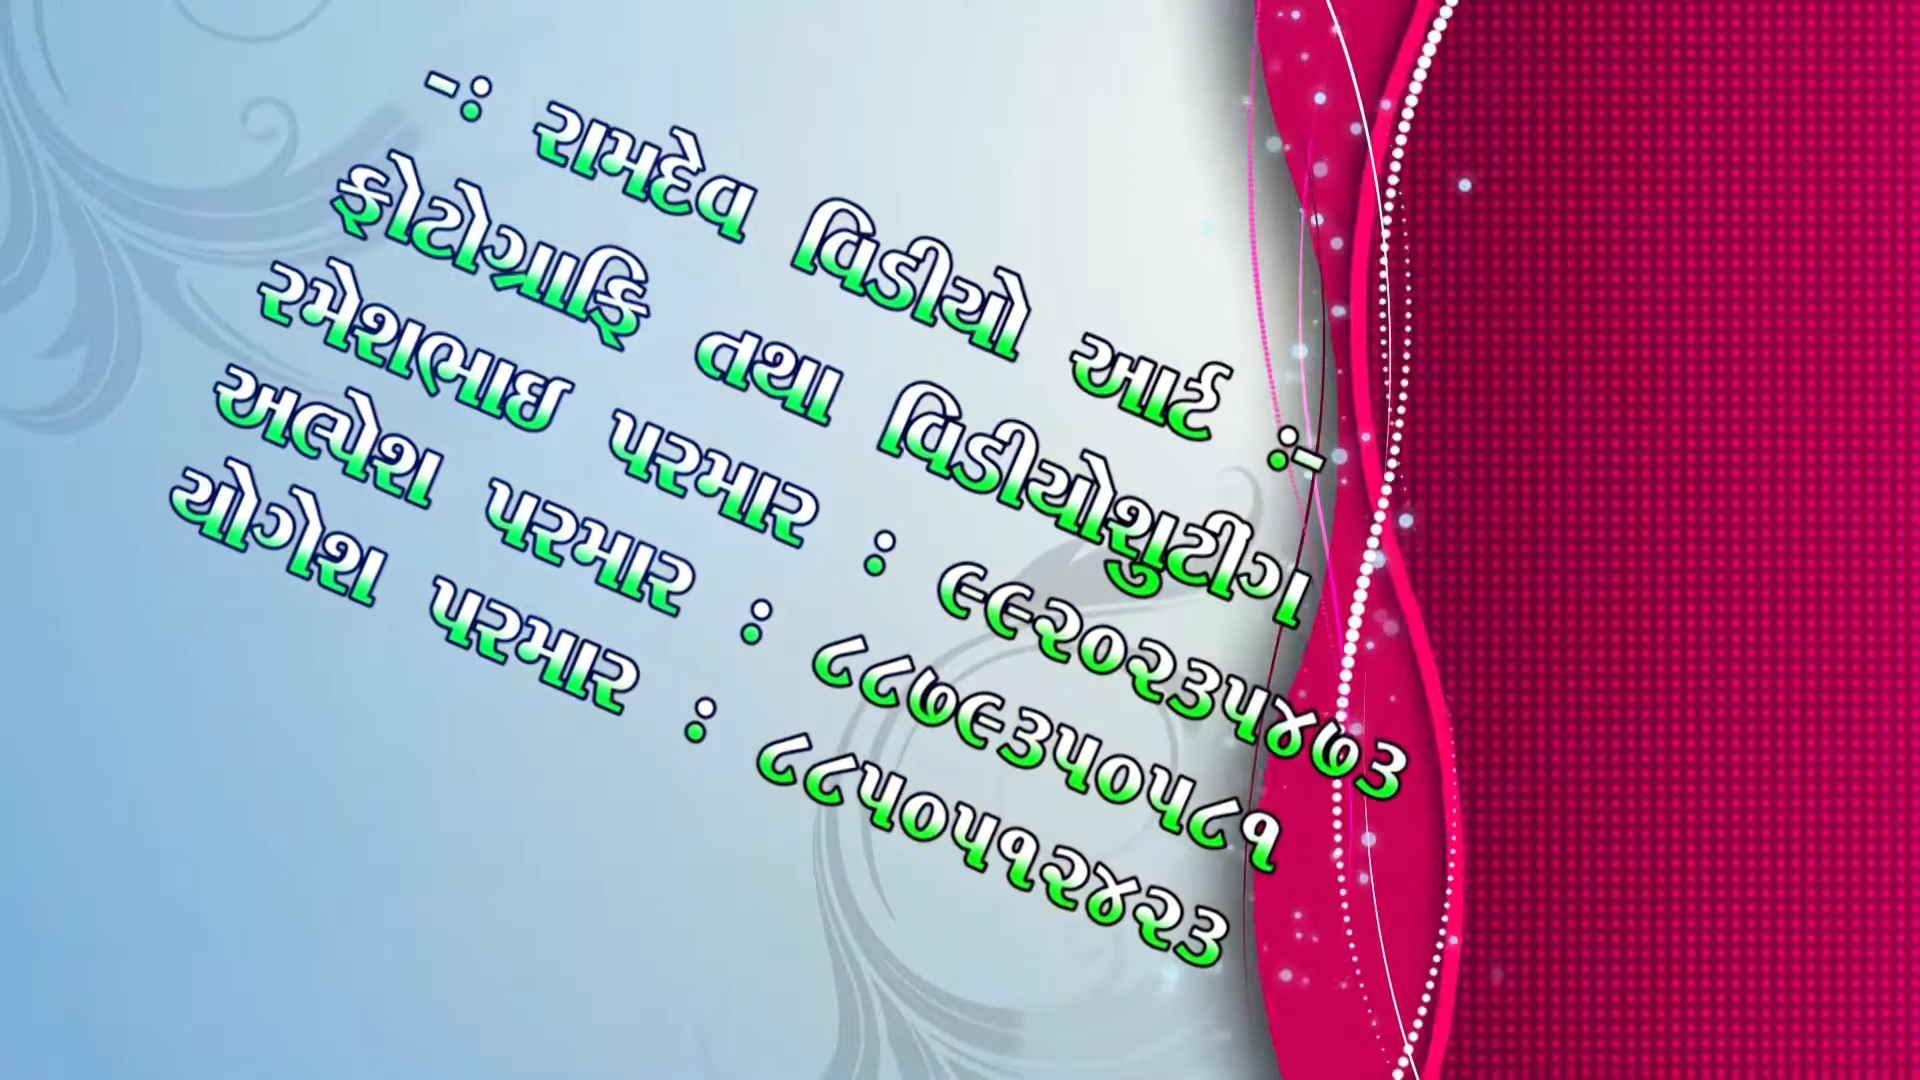 -ઃ રામદેવ વિડીયો આર્ટ ઃ-
ફોટોગ્રાફિ તથા વિડીયોશુટીંગ
રમેશભાઇ પરમાર : ૯૯૨૦૨૩૫૪૭૩
અલ્પેશ પરમાર : ૮૮૭૯૩૫૦૫૮૧
યોગેશ પરમાર : ૮૮૫૦૫૧૨૪૨૩